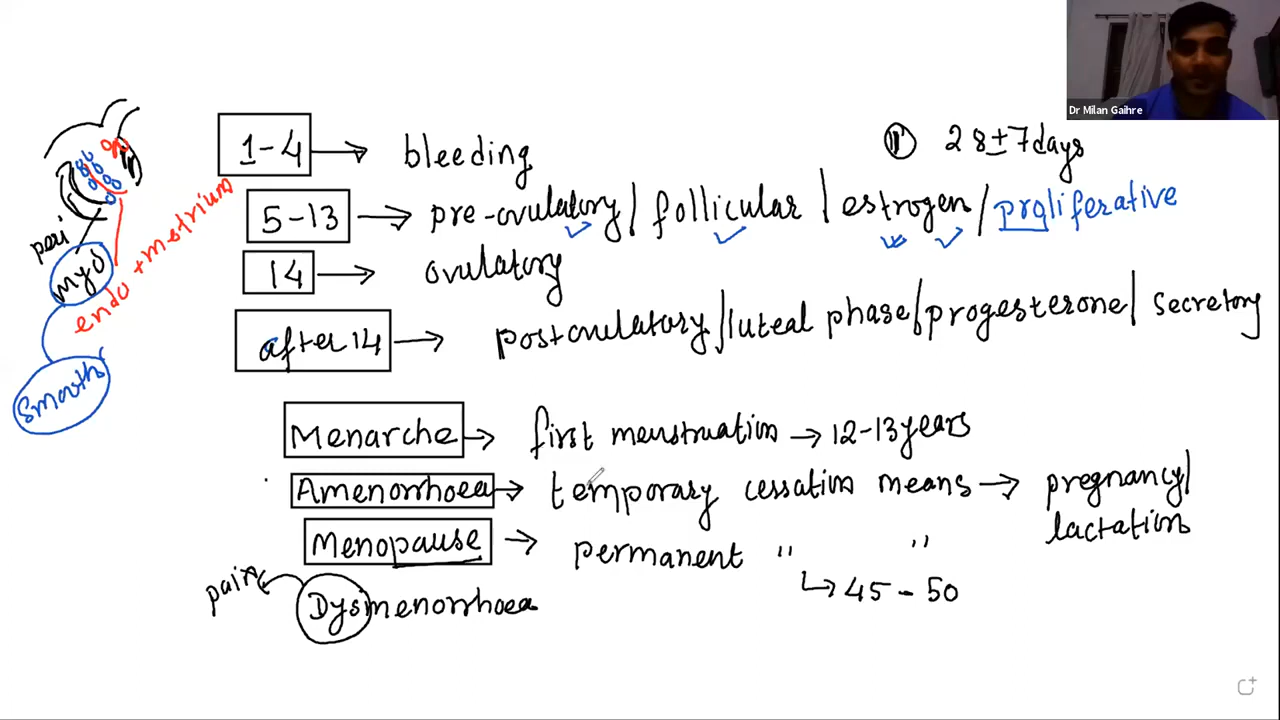 Dr Milan Gaihre
28±7days
1-4 → bleeding
5-13 → pre-ovulatory/ follicular / estrogen / proliferative
14 → ovulatory
after 14 → postovulatory/luteal phase/progesterone/ secretory
peri
myo
endo + metrium
Smooth
Menarche → first menstruation → 12-13 years
Amenorrhoea → temporary cessation means → pregnancy/
lactation
Menopause → permanent " "
↳ 45 - 50
pain
Dysmenorrhoea